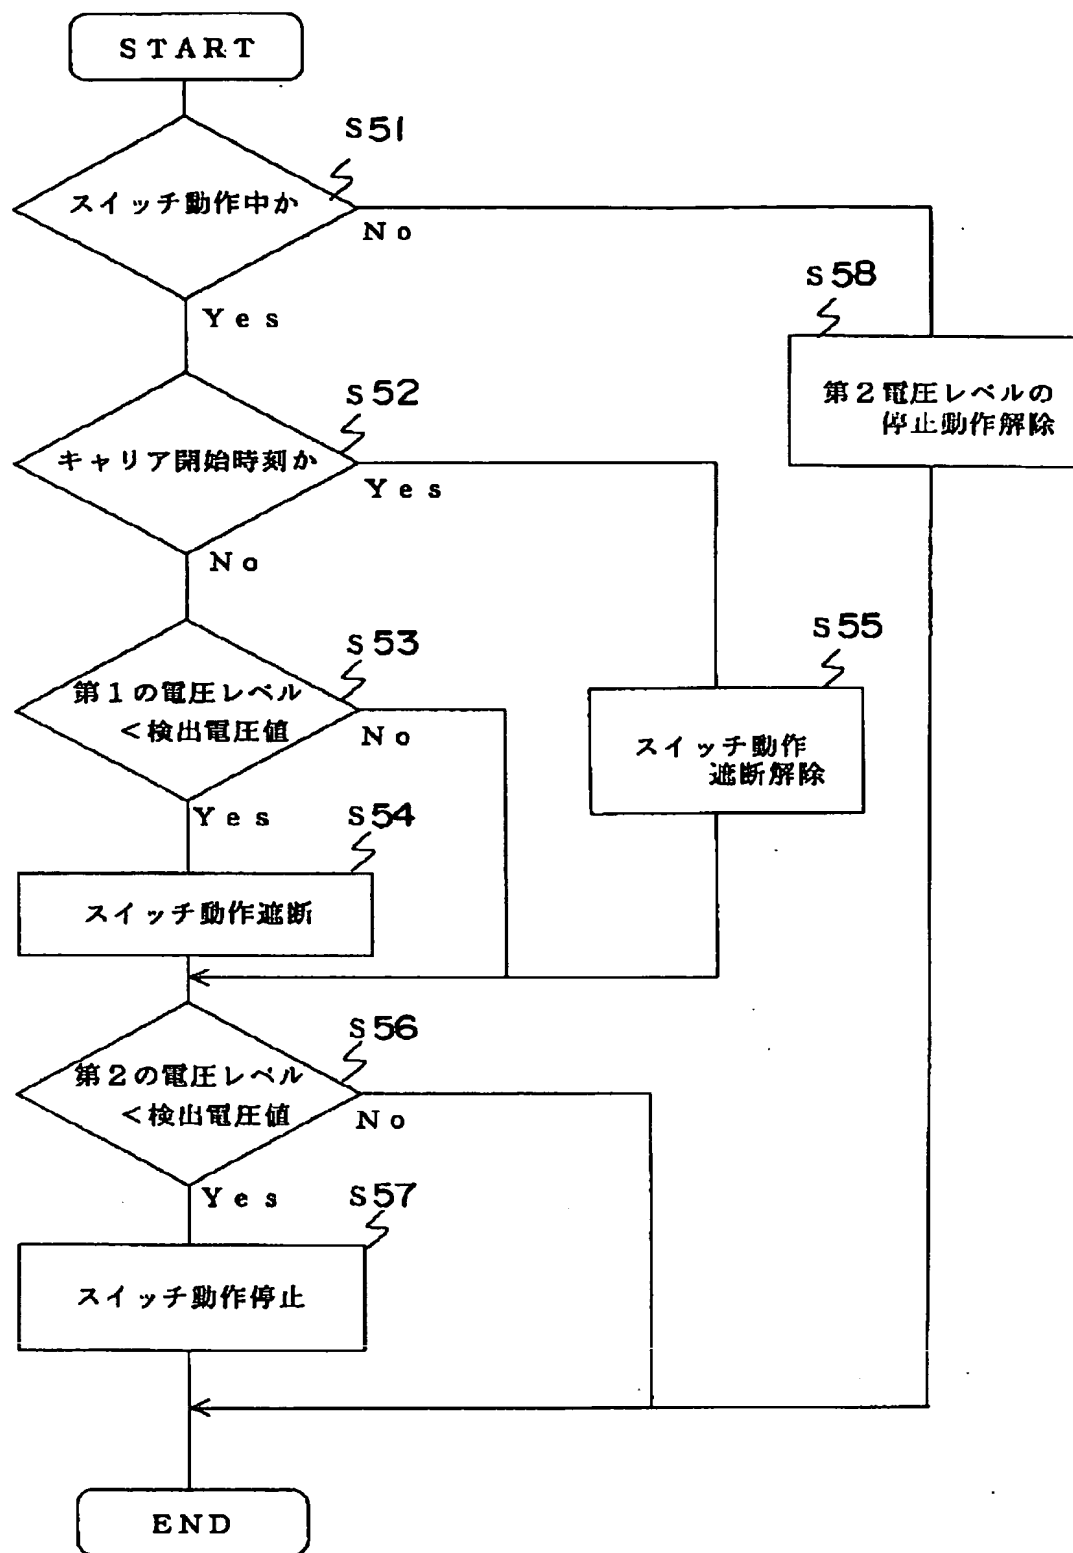 START
S51
スイッチ動作中か
No
Yes
S58
第2電圧レベルの
停止動作解除
S52
キャリア開始時刻か
Yes
No
S53
第1の電圧レベル
<検出電圧値
No
Yes
S55
スイッチ動作
遮断解除
S54
スイッチ動作遮断
S56
第2の電圧レベル
<検出電圧値
No
Yes
S57
スイッチ動作停止
END